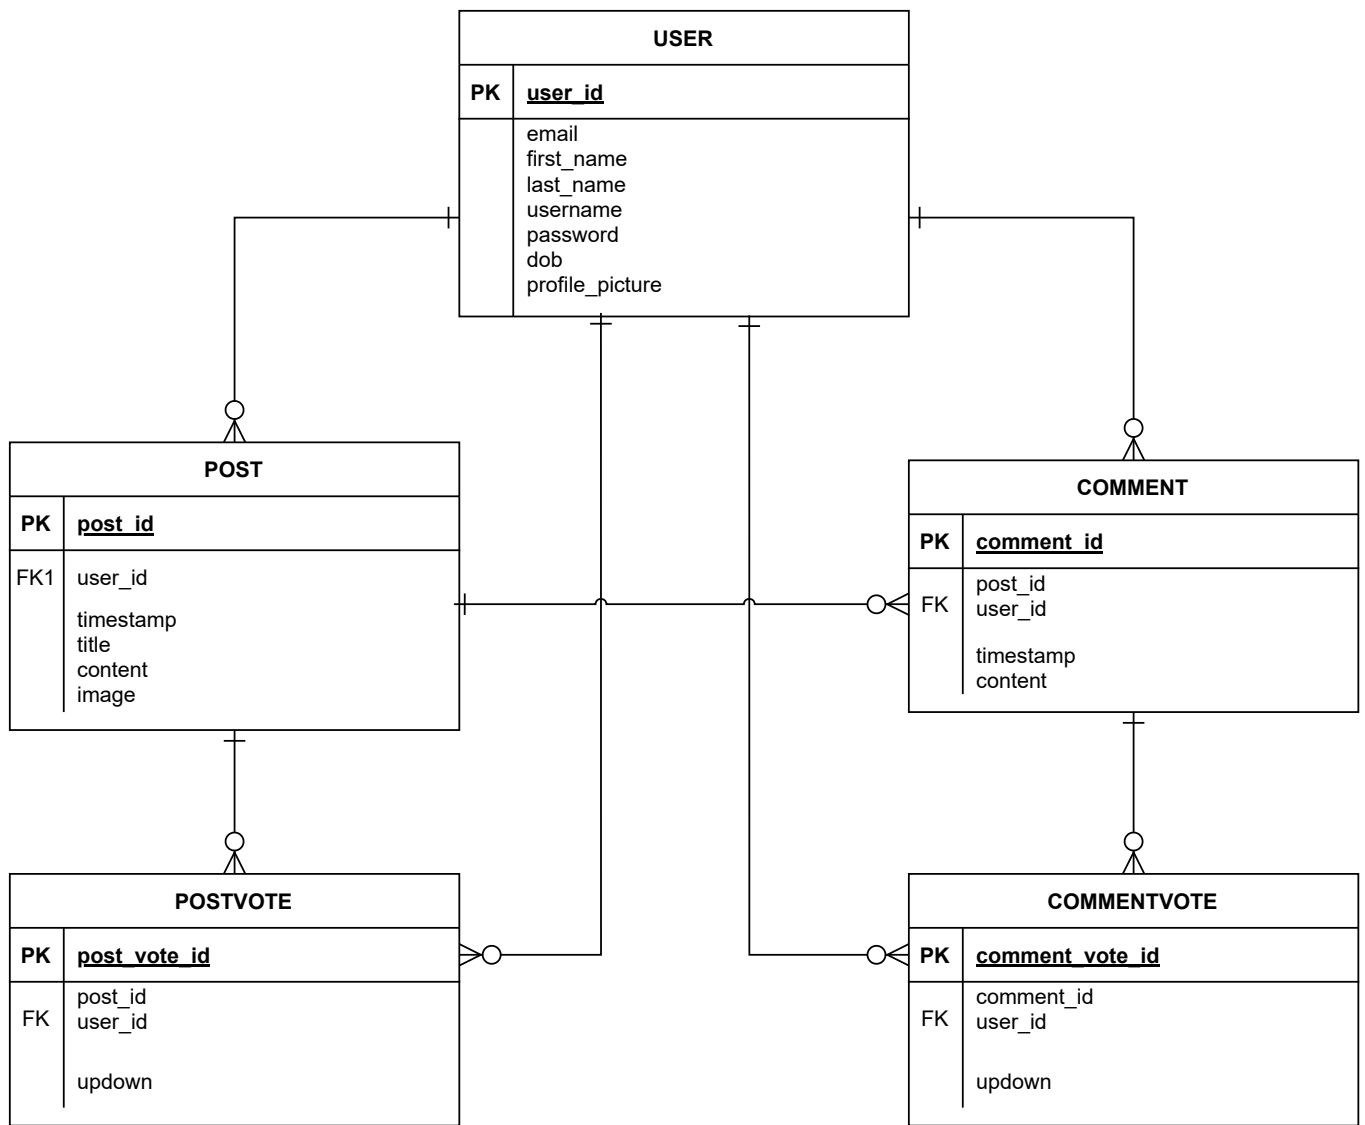 USER
PK user_id
email
first_name
last_name
username
password
dob
profile_picture
POST
PK post_id
FK1 user_id
timestamp
title
content
image
COMMENT
PK comment_id
post_id
FK user_id
timestamp
content
POSTVOTE
PK post_vote_id
post_id
FK user_id
updown
COMMENTVOTE
PK comment_vote_id
comment_id
FK user_id
updown